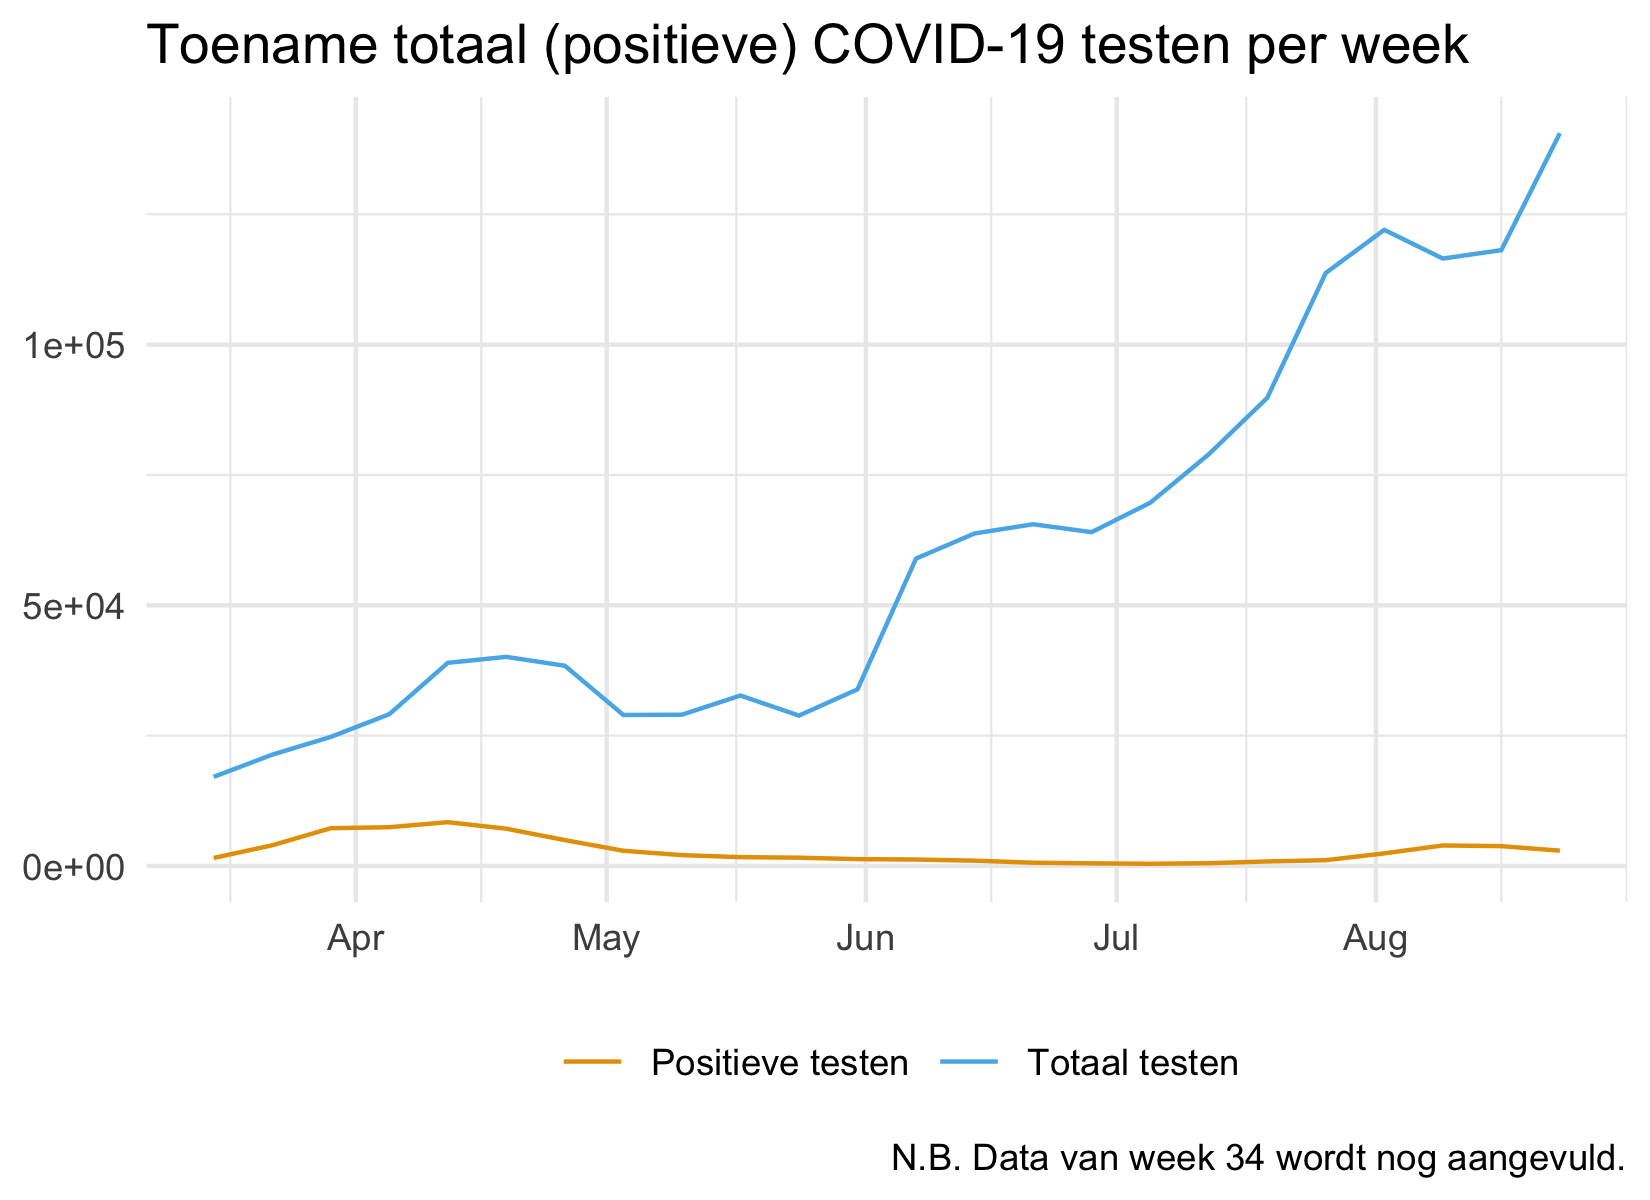 Toename totaal (positieve) COVID-19 testen per week
1e+05
5e+04
0e+00
Apr May Jun Jul Aug
Positieve testen Totaal testen
N.B. Data van week 34 wordt nog aangevuld.